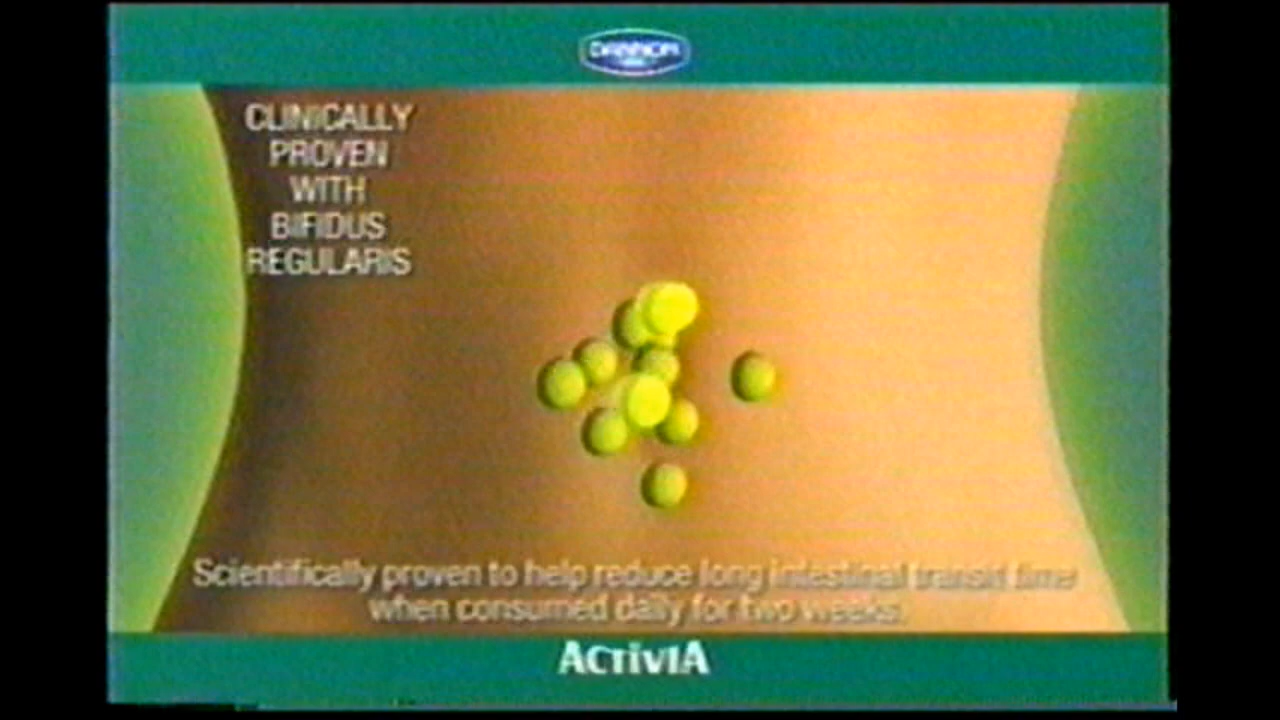 DANNON
CLINICALLY
PROVEN
WITH
BIFIDUS
REGULARIS
Scientifically proven to help reduce long intestinal transit time
when consumed daily for two weeks.
ACTIVIA